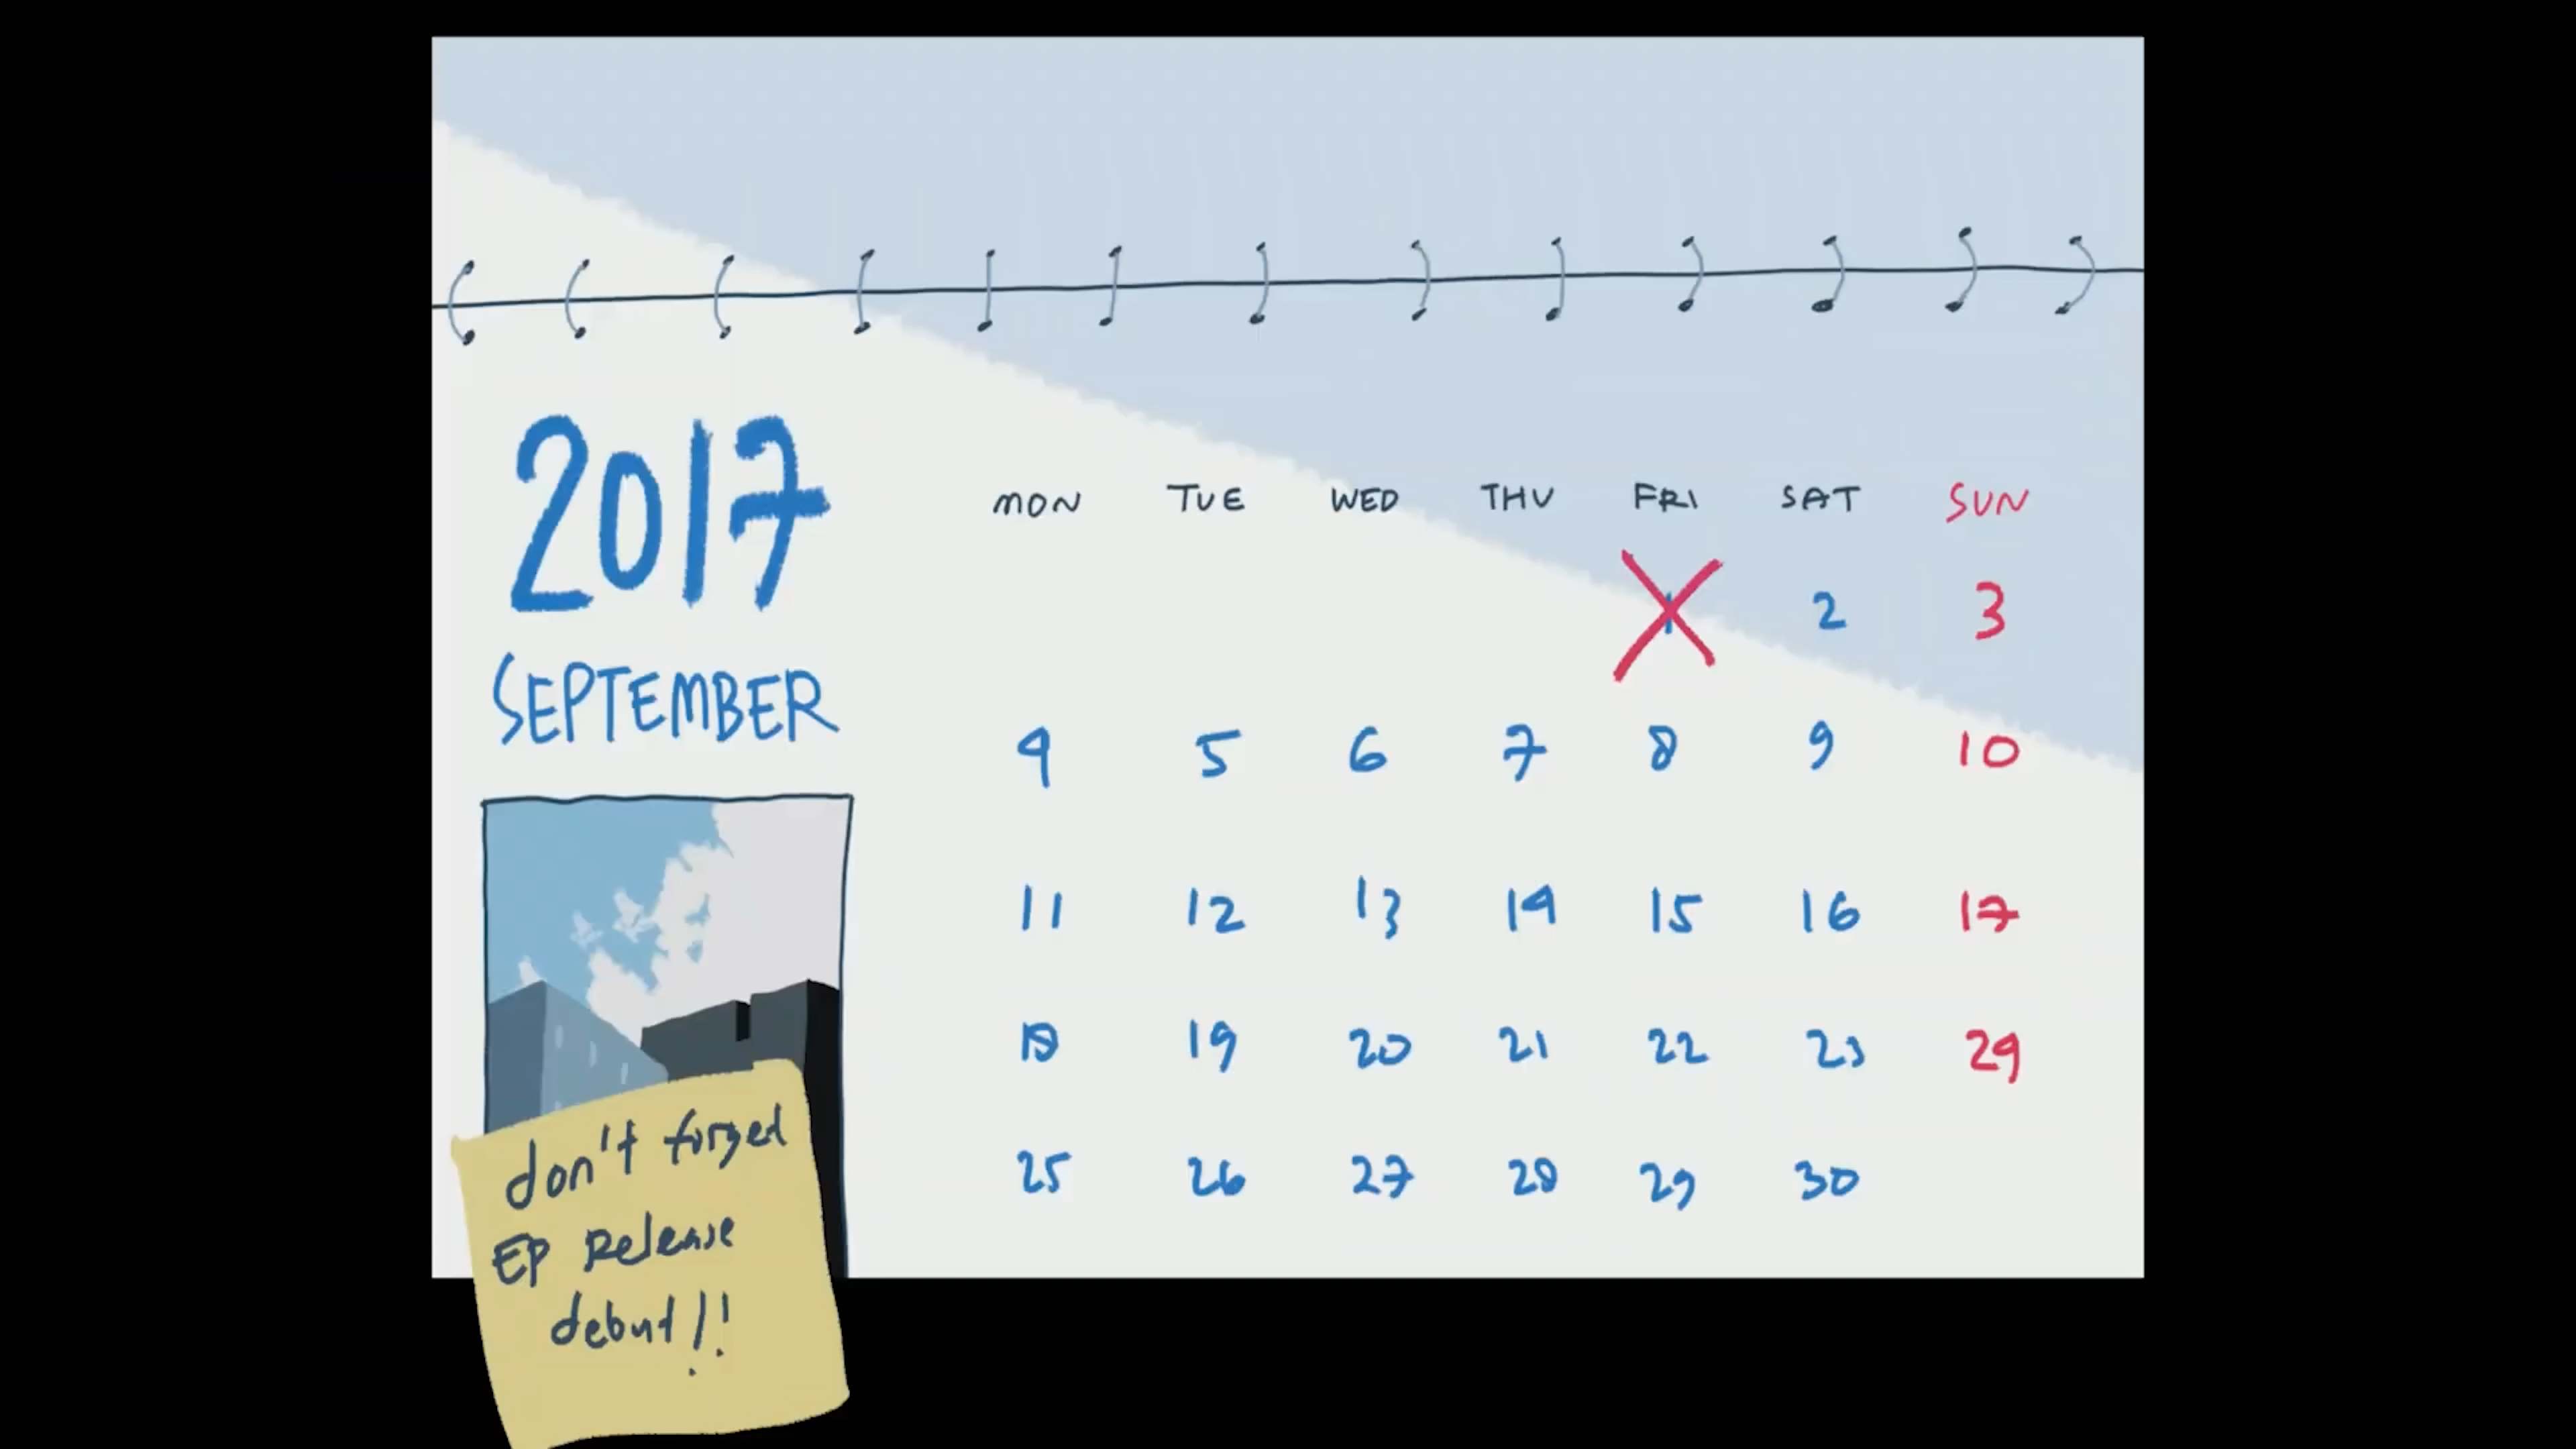 2017
SEPTEMBER
MON TUE WED THU FRI SAT SUN
1 2 3
4 5 6 7 8 9 10
11 12 13 14 15 16 17
18 19 20 21 22 23 24
25 26 27 28 29 30
don't forget
EP Release
debut!!